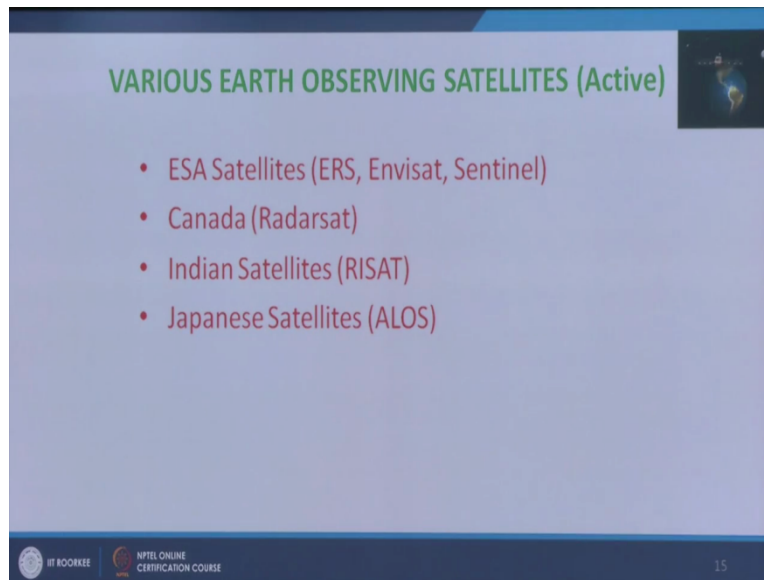 VARIOUS EARTH OBSERVING SATELLITES (Active)
• ESA Satellites (ERS, Envisat, Sentinel)
• Canada (Radarsat)
• Indian Satellites (RISAT)
• Japanese Satellites (ALOS)
IIT ROORKEE
NPTEL ONLINE
CERTIFICATION COURSE
15